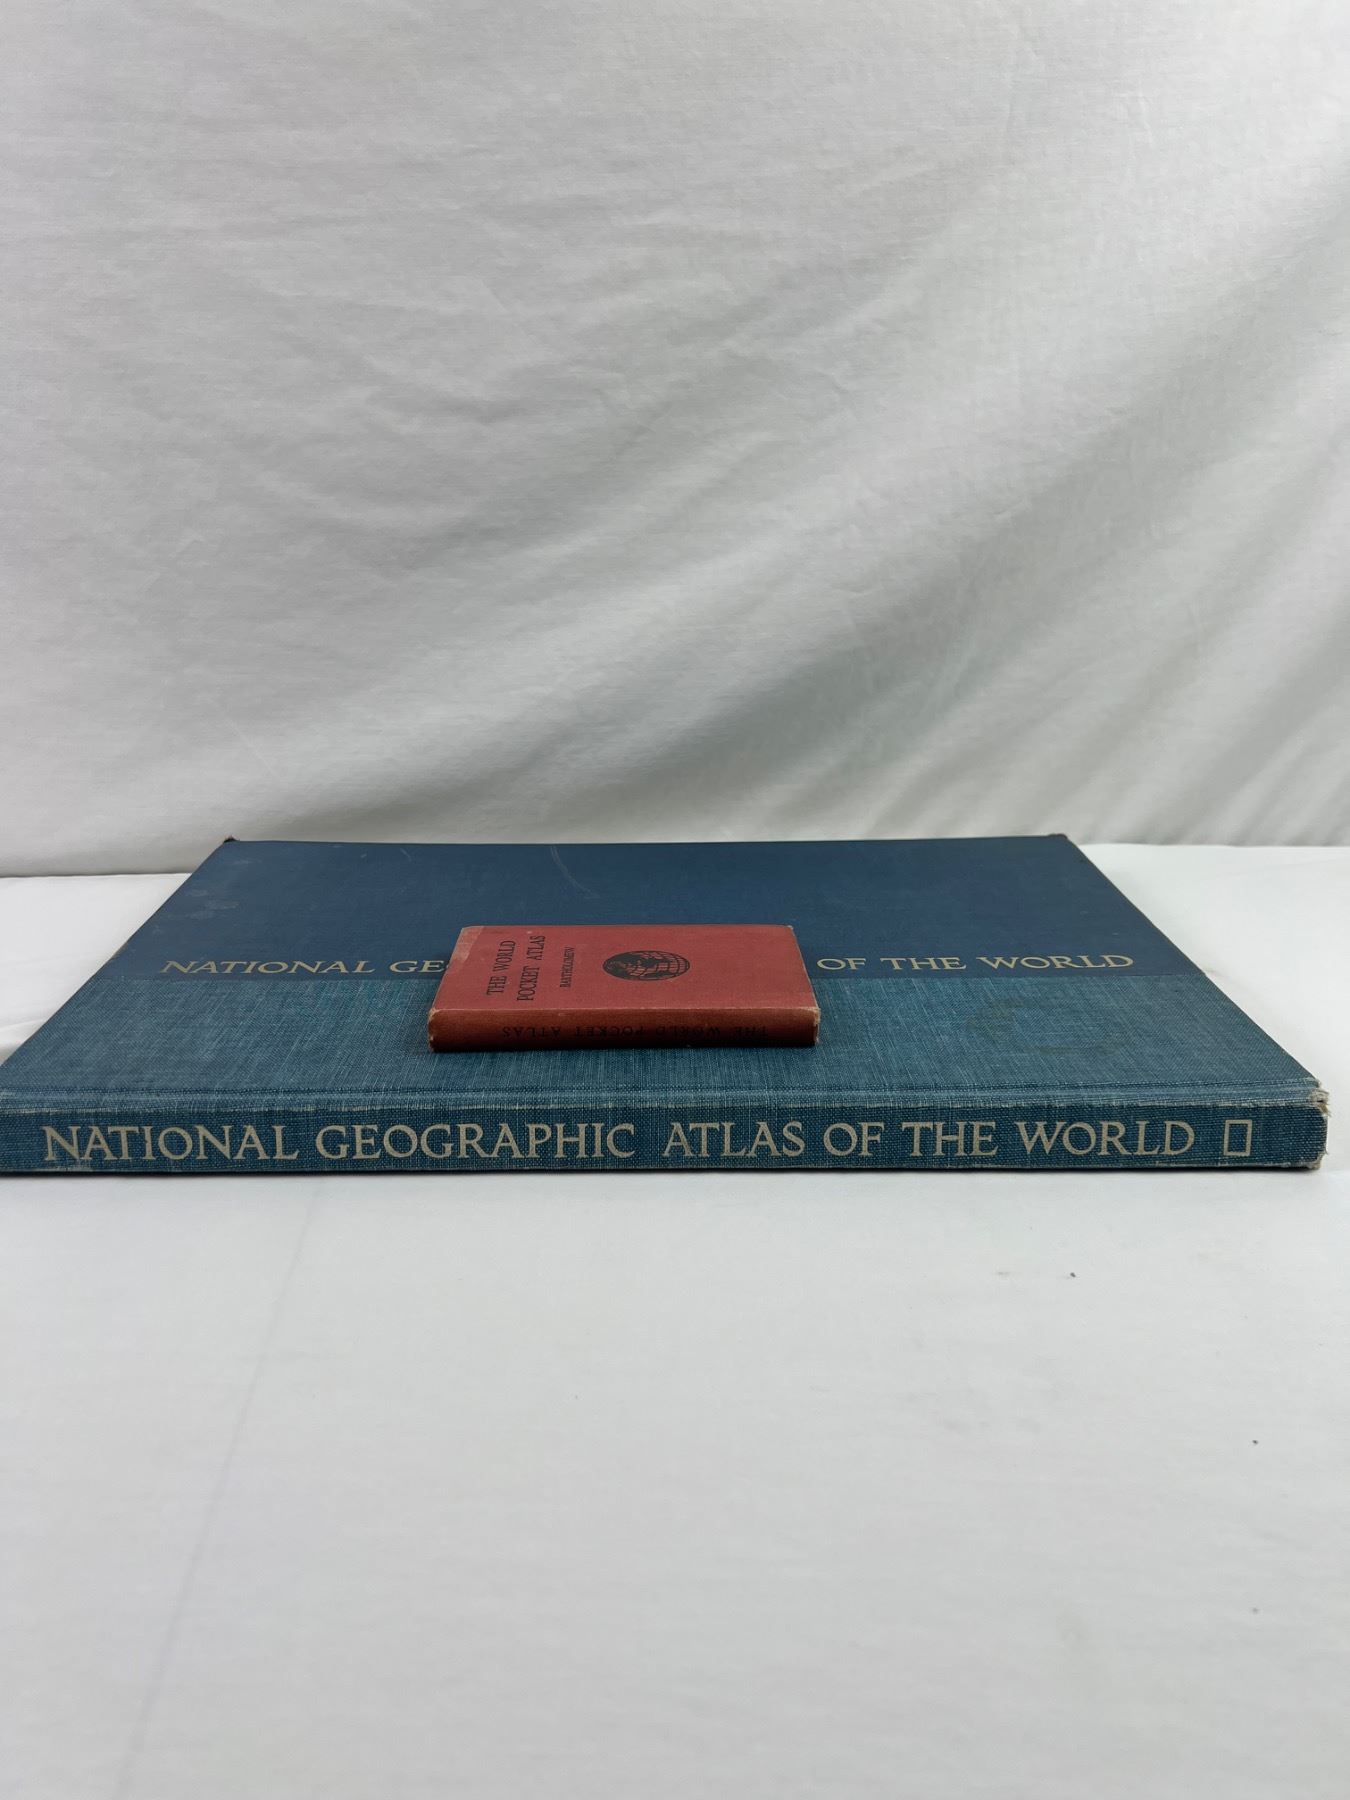 NATIONAL GE OF THE WORLD
THE WORLD
POCKET ATLAS
BARTHOLOMEW
THE WORLD POCKET ATLAS
NATIONAL GEOGRAPHIC ATLAS OF THE WORLD